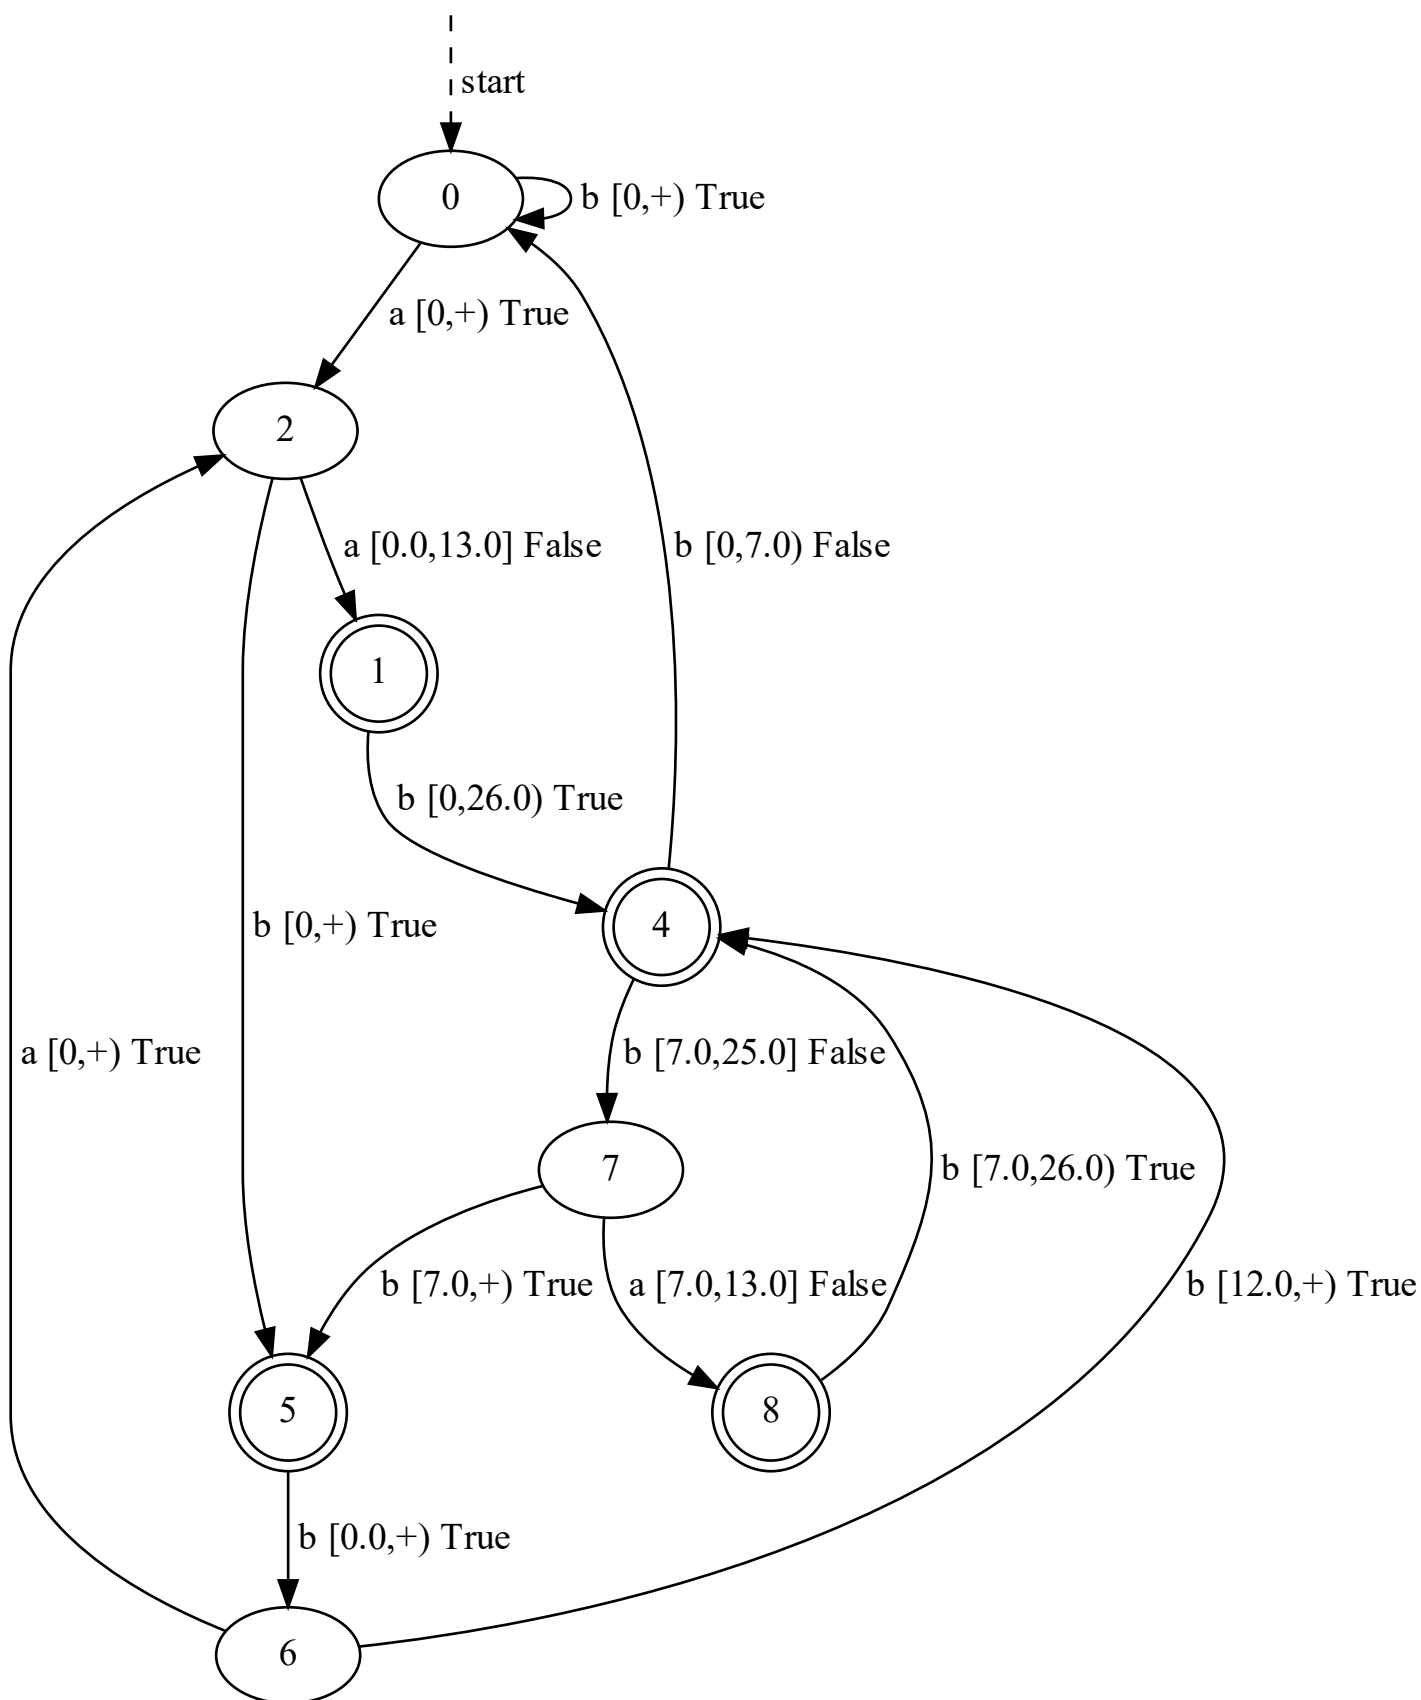 start
0
b [0,+) True
a [0,+) True
2
a [0.0,13.0] False
b [0,7.0) False
1
b [0,26.0) True
4
b [0,+) True
a [0,+) True
b [7.0,25.0] False
7
b [7.0,26.0) True
b [7.0,+) True
a [7.0,13.0] False
b [12.0,+) True
5
8
b [0.0,+) True
6